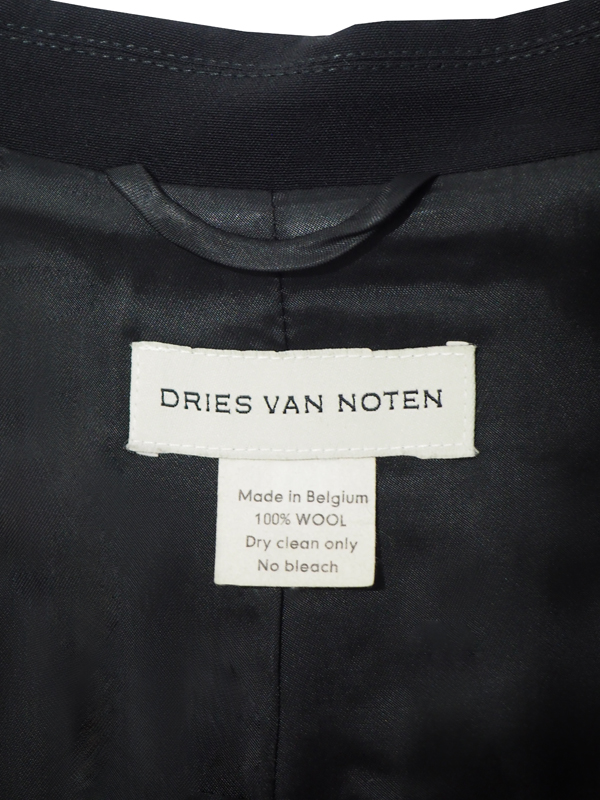 DRIES VAN NOTEN
Made in Belgium
100% WOOL
Dry clean only
No bleach